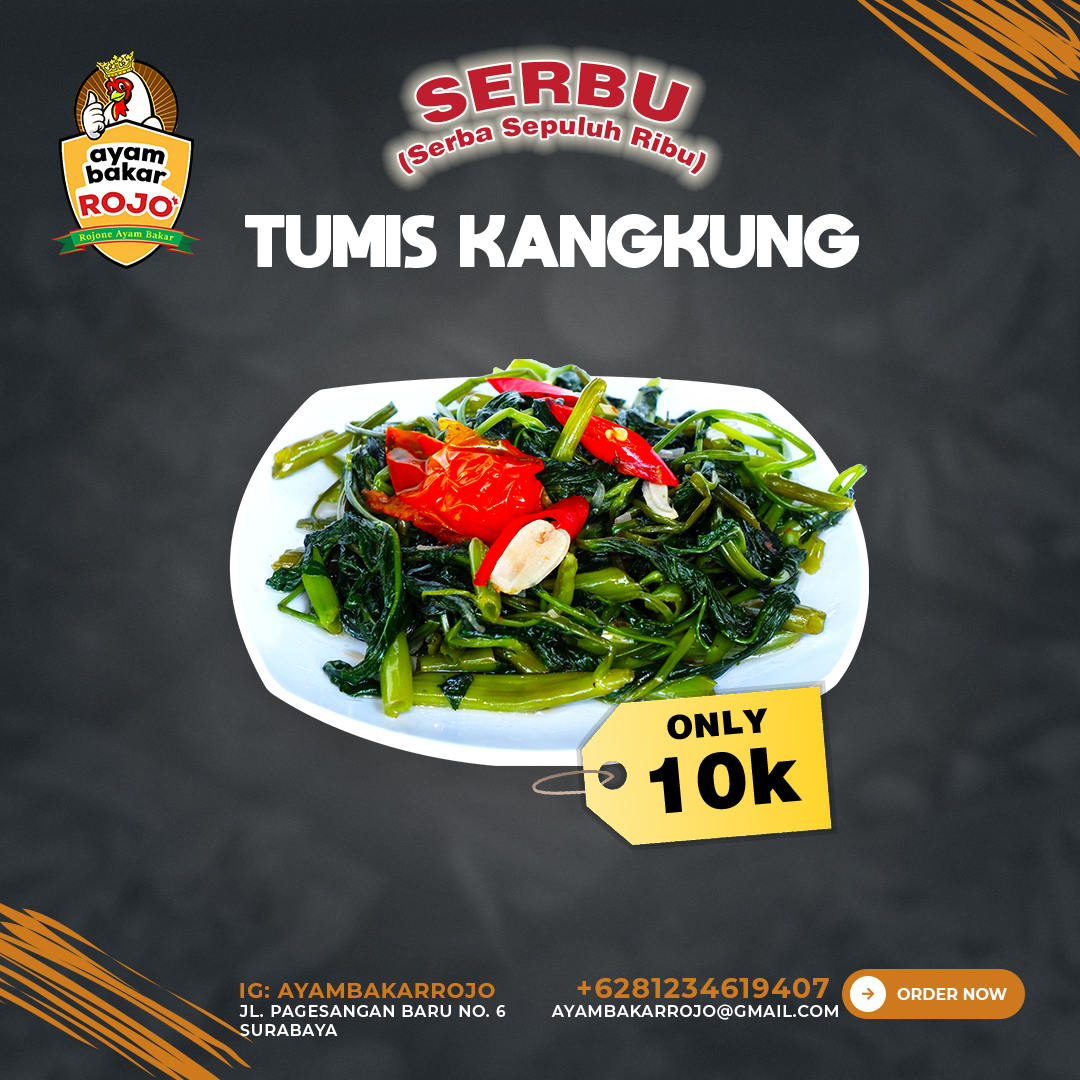 ayam
bakar
ROJO
Rojone Ayam Bakar
SERBU
(Serba Sepuluh Ribu)
TUMIS KANGKUNG
ONLY
10k
IG: AYAMBAKARROJO
JL. PAGESANGAN BARU NO. 6
SURABAYA
+6281234619407
AYAMBAKARROJO@GMAIL.COM
ORDER NOW